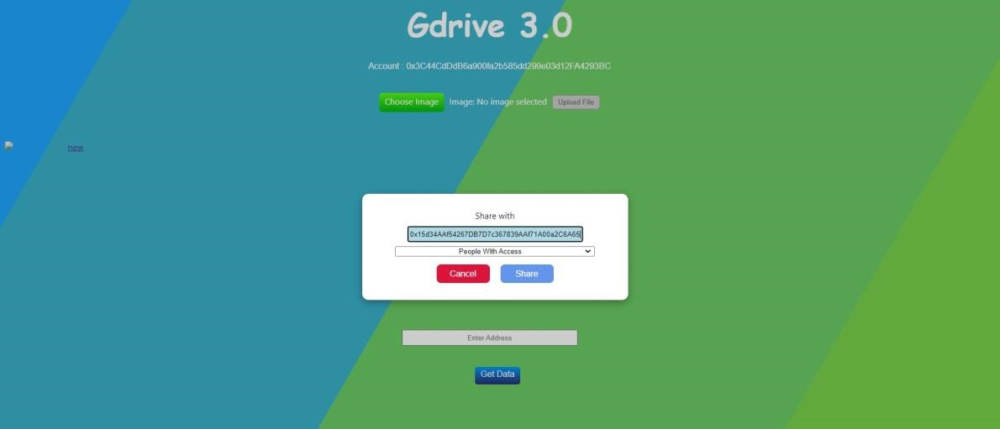 Gdrive 3.0
Account : 0x3C44CdDdB6a900fa2b585dd299e03d12FA4293BC
Choose Image Image: No image selected Upload File
new
Share with
0x15d34AAf54267DB7D7c367839AAf71A00a2C6A65
People With Access
Cancel Share
Enter Address
Get Data